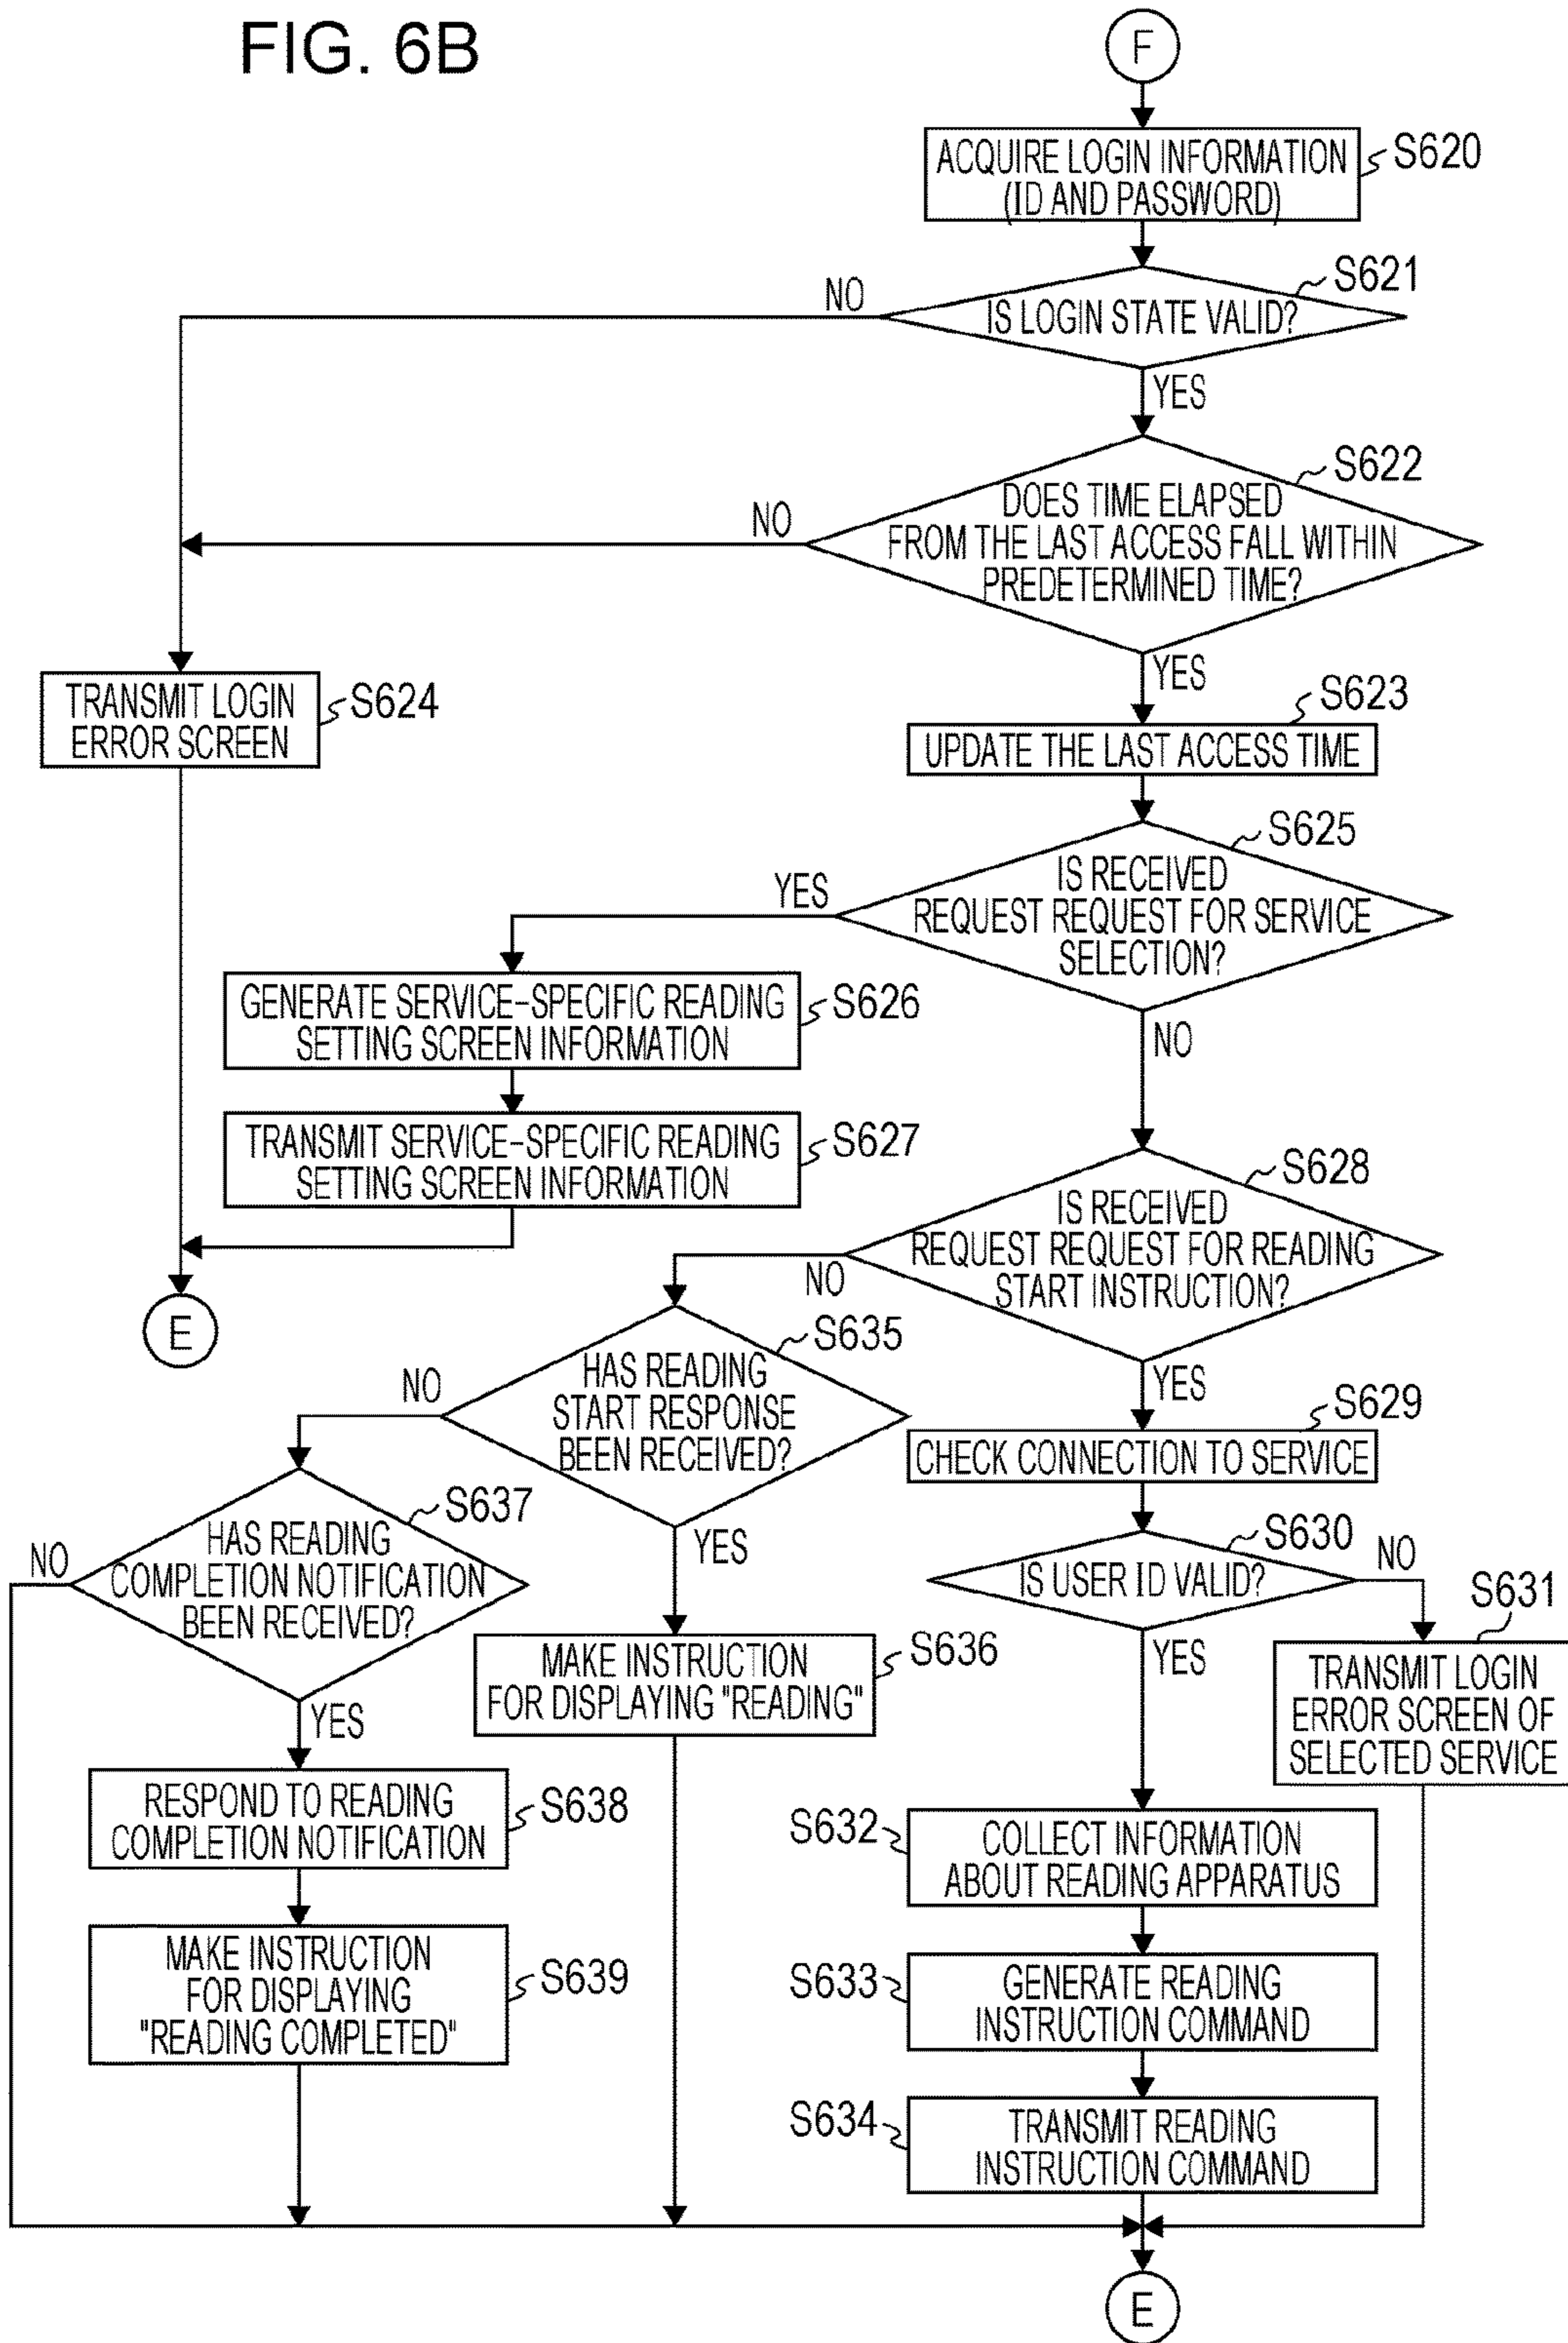 FIG. 6B
F
ACQUIRE LOGIN INFORMATION
(ID AND PASSWORD)
S620
S621
NO
IS LOGIN STATE VALID?
YES
S622
NO
DOES TIME ELAPSED
FROM THE LAST ACCESS FALL WITHIN
PREDETERMINED TIME?
YES
TRANSMIT LOGIN
ERROR SCREEN
S624
S623
UPDATE THE LAST ACCESS TIME
S625
YES
IS RECEIVED
REQUEST REQUEST FOR SERVICE
SELECTION?
NO
GENERATE SERVICE-SPECIFIC READING
SETTING SCREEN INFORMATION
S626
TRANSMIT SERVICE-SPECIFIC READING
SETTING SCREEN INFORMATION
S627
E
S628
IS RECEIVED
REQUEST REQUEST FOR READING
START INSTRUCTION?
NO
YES
S635
NO
HAS READING
START RESPONSE
BEEN RECEIVED?
YES
S629
CHECK CONNECTION TO SERVICE
S637
NO
HAS READING
COMPLETION NOTIFICATION
BEEN RECEIVED?
YES
S630
IS USER ID VALID?
NO
YES
S631
TRANSMIT LOGIN
ERROR SCREEN OF
SELECTED SERVICE
MAKE INSTRUCTION
FOR DISPLAYING "READING"
S636
RESPOND TO READING
COMPLETION NOTIFICATION
S638
S632
COLLECT INFORMATION
ABOUT READING APPARATUS
MAKE INSTRUCTION
FOR DISPLAYING
"READING COMPLETED"
S639
S633
GENERATE READING
INSTRUCTION COMMAND
S634
TRANSMIT READING
INSTRUCTION COMMAND
E